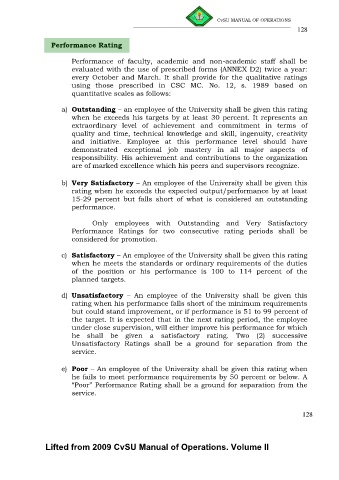 CvSU MANUAL OF OPERATIONS
128
Performance Rating
Performance of faculty, academic and non-academic staff shall be
evaluated with the use of prescribed forms (ANNEX D2) twice a year:
every October and March. It shall provide for the qualitative ratings
using those prescribed in CSC MC. No. 12, s. 1989 based on
quantitative scales as follows:
a) Outstanding – an employee of the University shall be given this rating
when he exceeds his targets by at least 30 percent. It represents an
extraordinary level of achievement and commitment in terms of
quality and time, technical knowledge and skill, ingenuity, creativity
and initiative. Employee at this performance level should have
demonstrated exceptional job mastery in all major aspects of
responsibility. His achievement and contributions to the organization
are of marked excellence which his peers and supervisors recognize.
b) Very Satisfactory – An employee of the University shall be given this
rating when he exceeds the expected output/performance by at least
15-29 percent but falls short of what is considered an outstanding
performance.
Only employees with Outstanding and Very Satisfactory
Performance Ratings for two consecutive rating periods shall be
considered for promotion.
c) Satisfactory – An employee of the University shall be given this rating
when he meets the standards or ordinary requirements of the duties
of the position or his performance is 100 to 114 percent of the
planned targets.
d) Unsatisfactory – An employee of the University shall be given this
rating when his performance falls short of the minimum requirements
but could stand improvement, or if performance is 51 to 99 percent of
the target. It is expected that in the next rating period, the employee
under close supervision, will either improve his performance for which
he shall be given a satisfactory rating. Two (2) successive
Unsatisfactory Ratings shall be a ground for separation from the
service.
e) Poor – An employee of the University shall be given this rating when
he fails to meet performance requirements by 50 percent or below. A
"Poor" Performance Rating shall be a ground for separation from the
service.
128
Lifted from 2009 CvSU Manual of Operations. Volume II